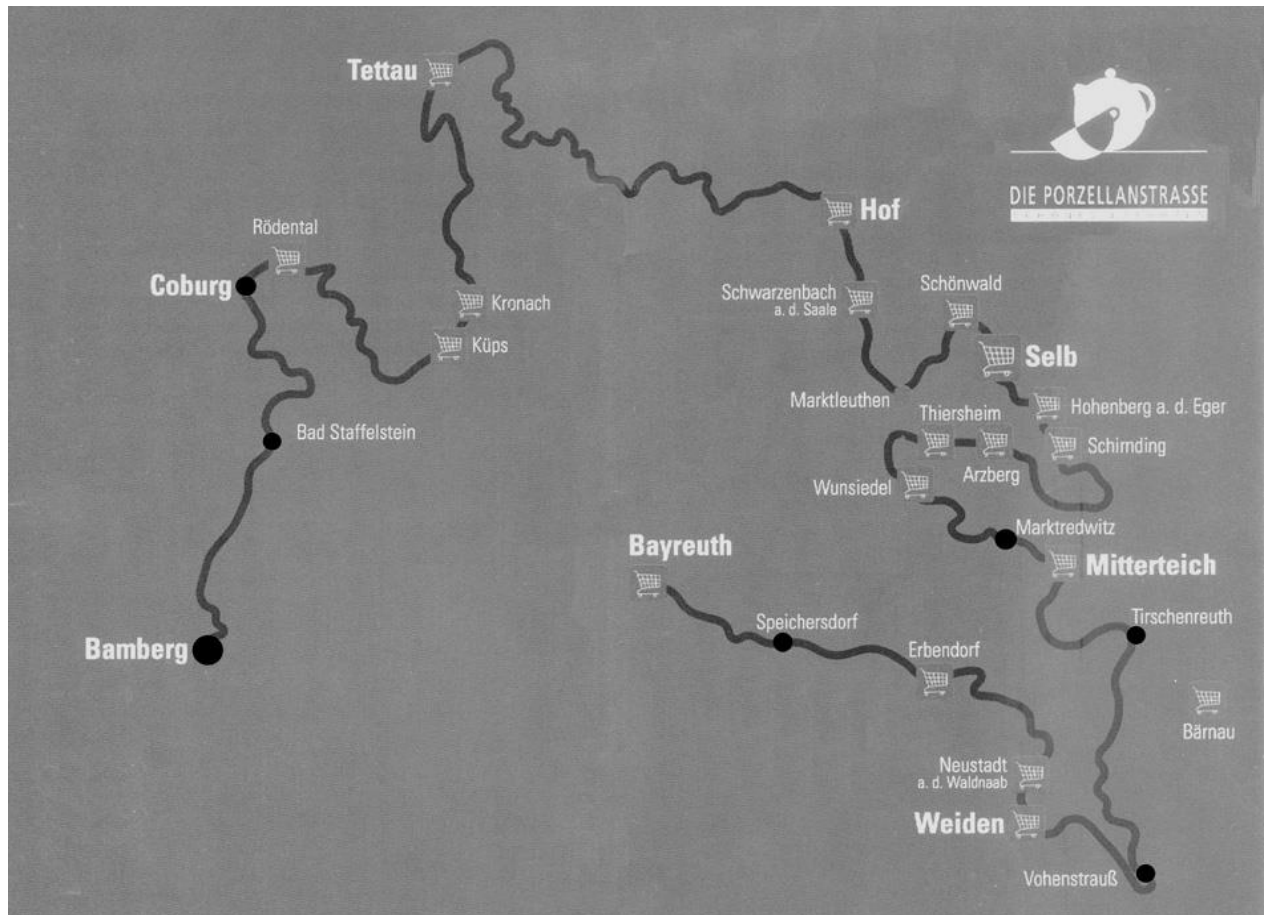 Tettau
DIE PORZELLANSTRASSE
Hof
Rödental
Coburg
Schwarzenbach
a. d. Saale
Schönwald
Kronach
Küps
Selb
Marktleuthen
Hohenberg a. d. Eger
Thiersheim
Bad Staffelstein
Schirnding
Arzberg
Wunsiedel
Marktredwitz
Bayreuth
Mitterteich
Speichersdorf
Tirschenreuth
Bamberg
Erbendorf
Bärnau
Neustadt
a. d. Waldnaab
Weiden
Vohenstrauß